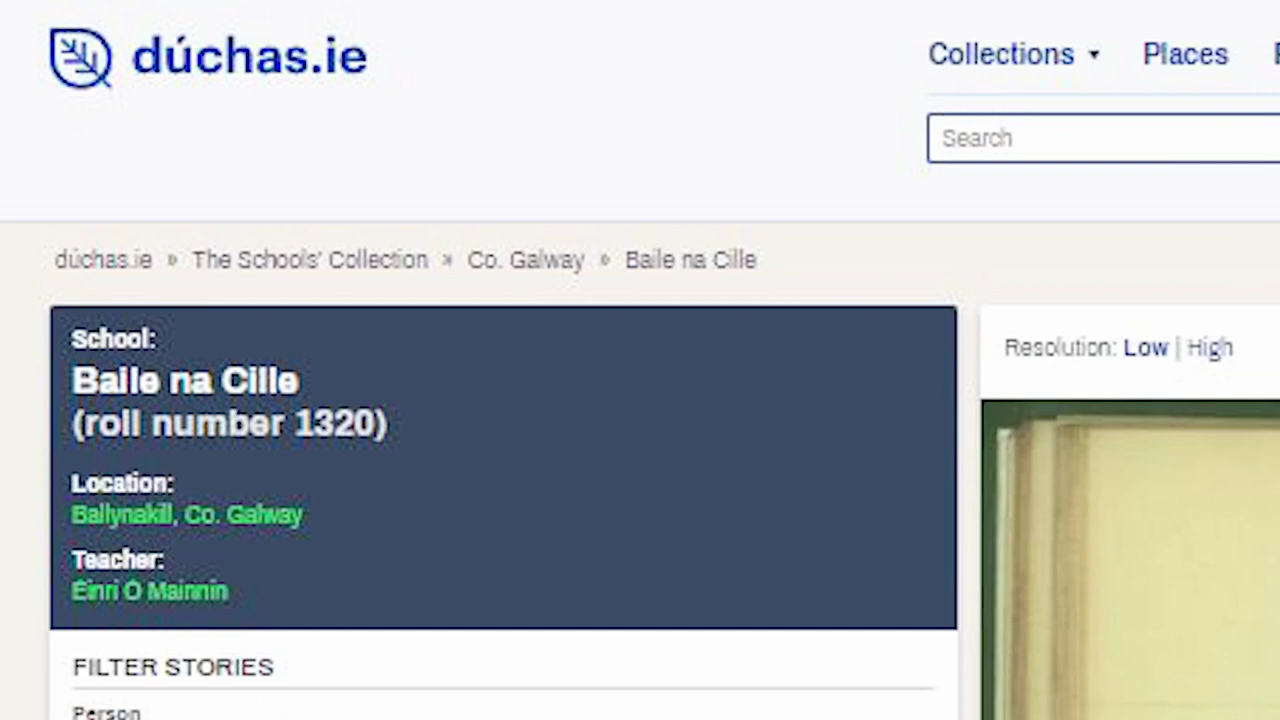 dúchas.ie
Collections ▾ Places
Search
dúchas.ie » The Schools' Collection » Co. Galway » Baile na Cille
School:
Baile na Cille
(roll number 1320)
Location:
Ballynakill, Co. Galway
Teacher:
Éinrí Ó Mainnín
Resolution: Low | High
FILTER STORIES
Person